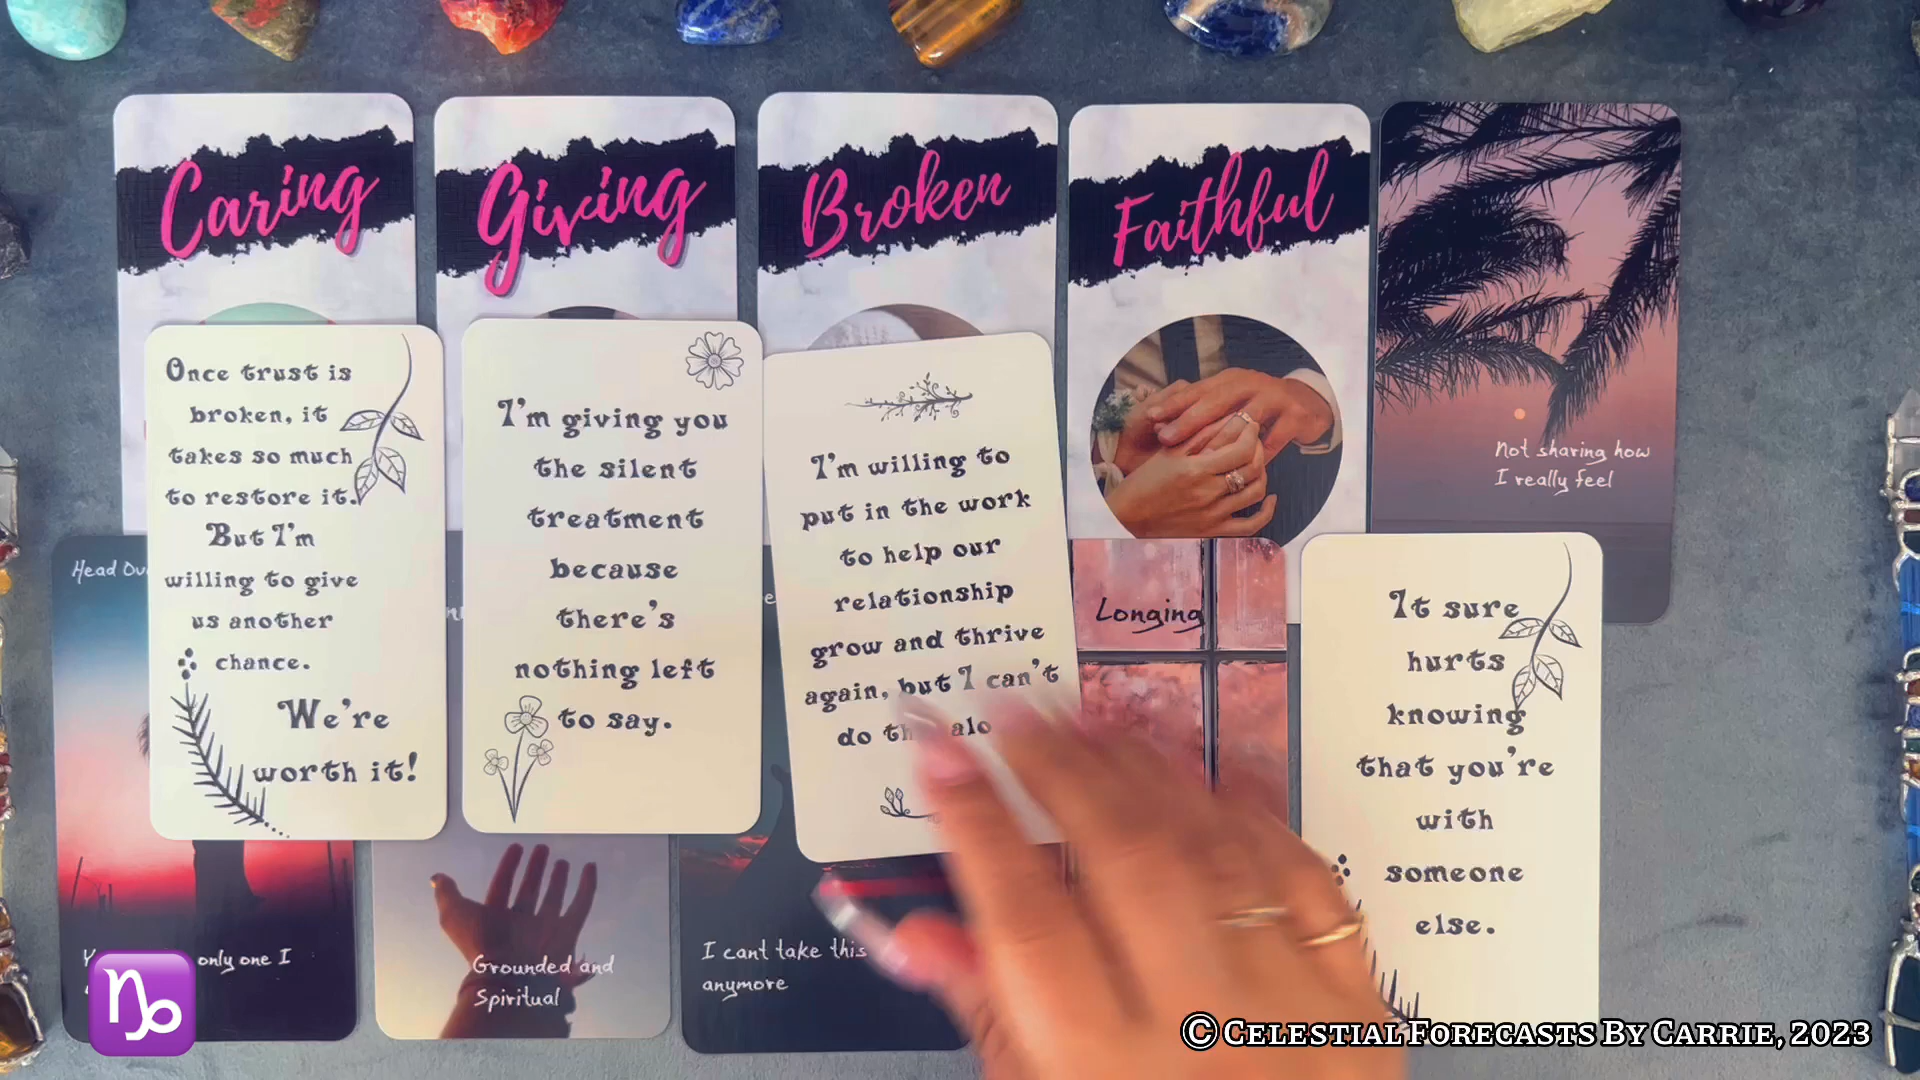 Caring
Giving
Broken
Faithful
Not sharing how
I really feel
Once trust is
broken, it
takes so much
to restore it.
But I'm
willing to give
us another
chance.
We're
worth it!
I'm giving you
the silent
treatment
because
there's
nothing left
to say.
I'm willing to
put in the work
to help our
relationship
grow and thrive
again, but I can't
do
Head
Longing
It sure
hurts
knowing
that you're
with
someone
else.
only one I
Grounded and
Spiritual
I cant take this
anymore
© Celestial Forecasts By Carrie, 2023